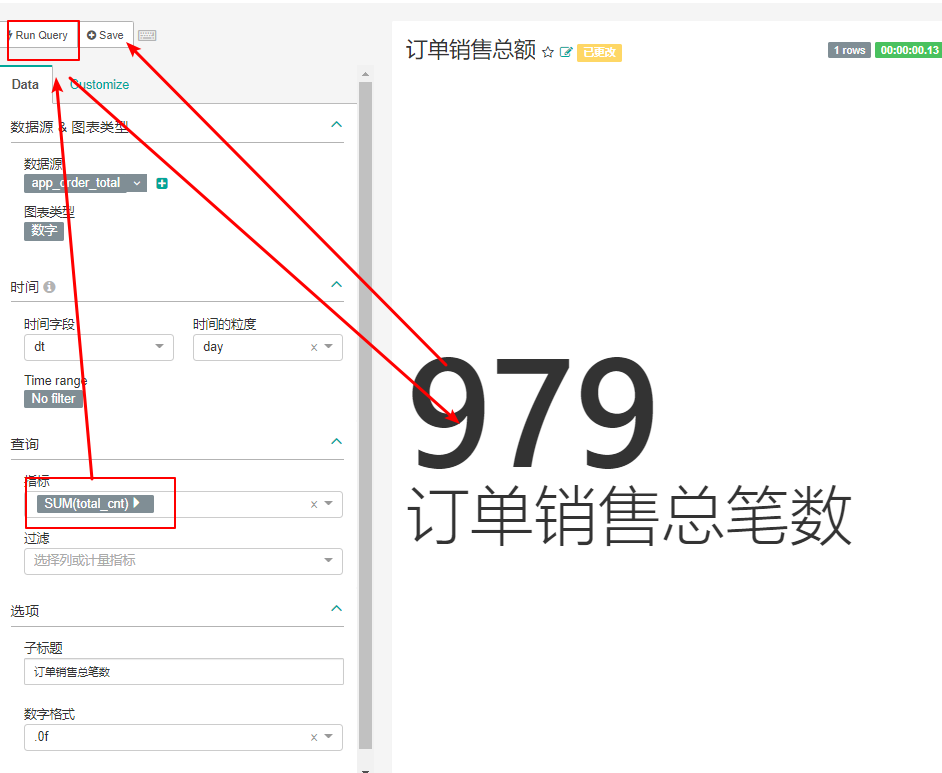 Run Query
Save
订单销售总额
已更改
1 rows
00:00:00.13
Data
Customize
数据源 & 图表类型
数据源
app_order_total
图表类型
数字
时间
时间字段
时间的粒度
dt
day
Time range
No filter
查询
指标
SUM(total_cnt)
过滤
选择列或计量指标
选项
子标题
订单销售总笔数
数字格式
.0f
979
订单销售总笔数